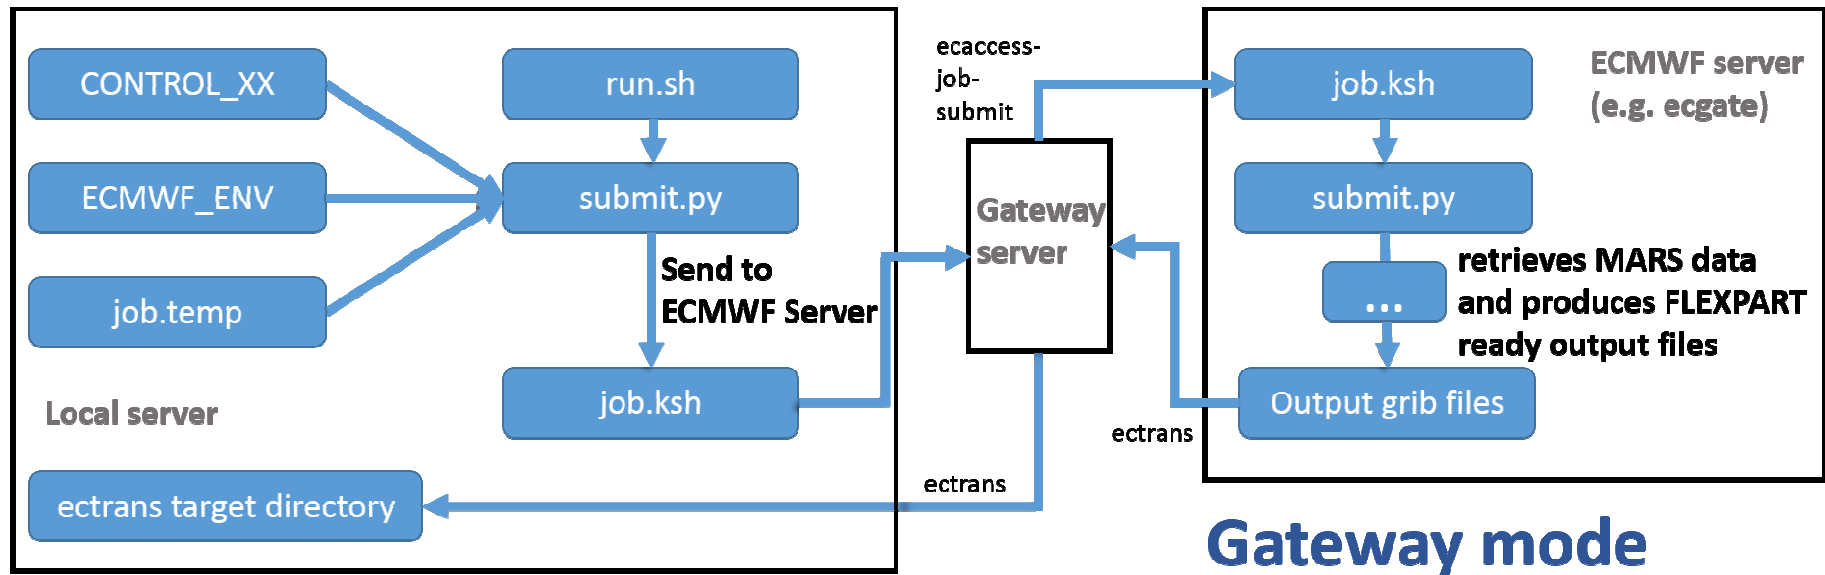 CONTROL_XX
run.sh
ECMWF_ENV
submit.py
job.temp
Send to
ECMWF Server
job.ksh
Local server
ectrans target directory
ecaccess-
job-
submit
Gateway
server
ectrans
ectrans
job.ksh
ECMWF server
(e.g. ecgate)
submit.py
...
retrieves MARS data
and produces FLEXPART
ready output files
Output grib files
Gateway mode